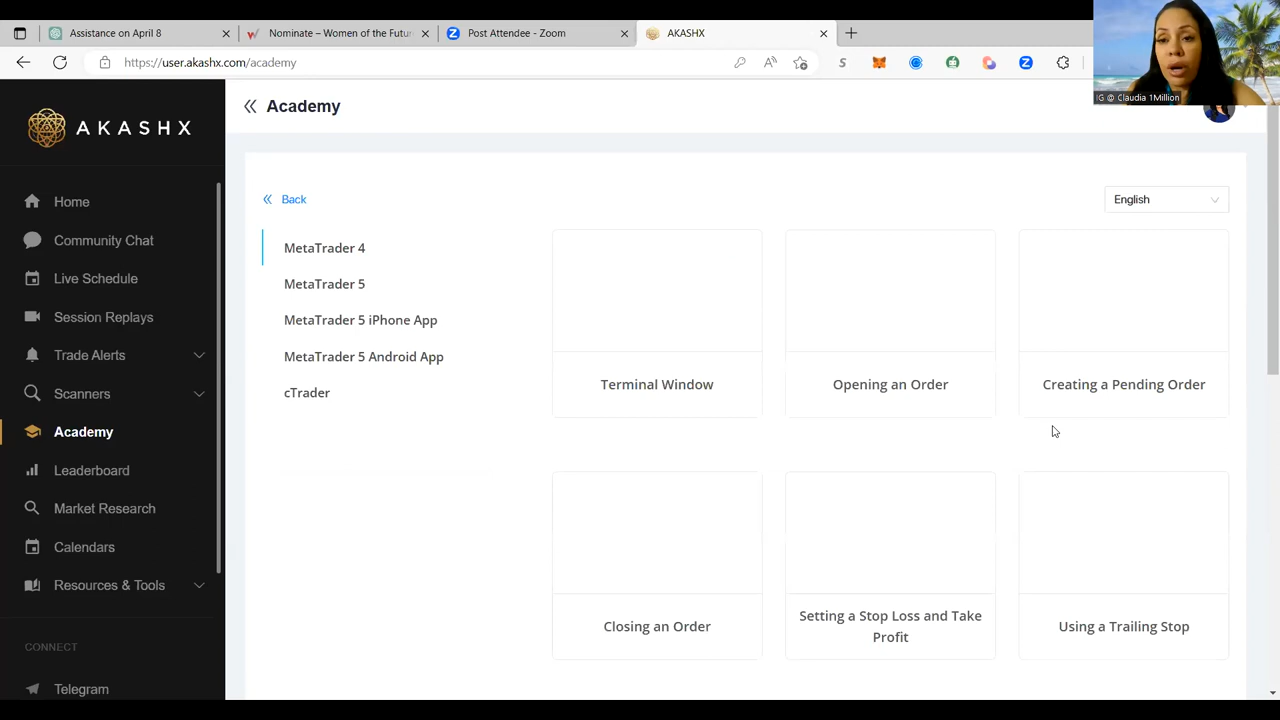 Assistance on April 8
Nominate – Women of the Futur
Post Attendee - Zoom
AKASHX
https://user.akashx.com/academy
IG @ Claudia 1Million
AKASHX
Academy
Home
Community Chat
Live Schedule
Session Replays
Trade Alerts
Scanners
Academy
Leaderboard
Market Research
Calendars
Resources & Tools
CONNECT
Telegram
Back
English
MetaTrader 4
MetaTrader 5
MetaTrader 5 iPhone App
MetaTrader 5 Android App
cTrader
Terminal Window
Opening an Order
Creating a Pending Order
Closing an Order
Setting a Stop Loss and Take
Profit
Using a Trailing Stop